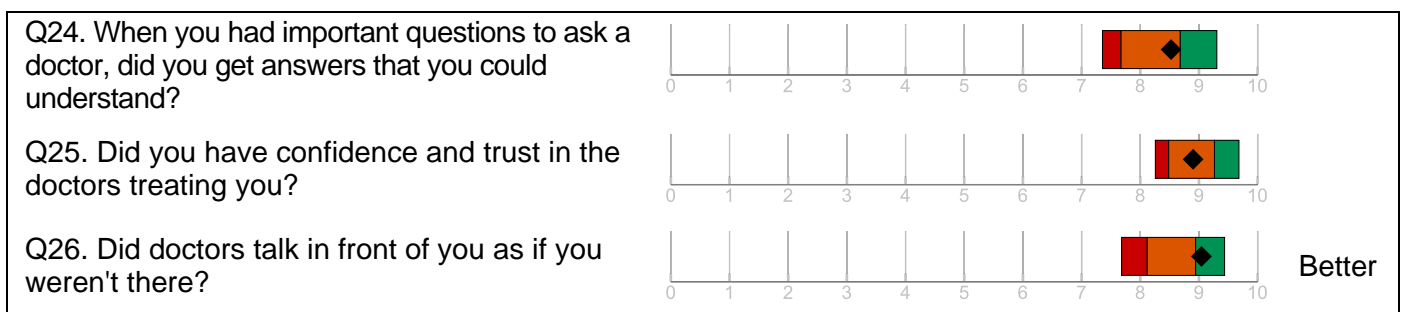 Q24. When you had important questions to ask a
doctor, did you get answers that you could
understand?
0 1 2 3 4 5 6 7 8 9 10
Q25. Did you have confidence and trust in the
doctors treating you?
0 1 2 3 4 5 6 7 8 9 10
Q26. Did doctors talk in front of you as if you
weren't there?
Better
0 1 2 3 4 5 6 7 8 9 10